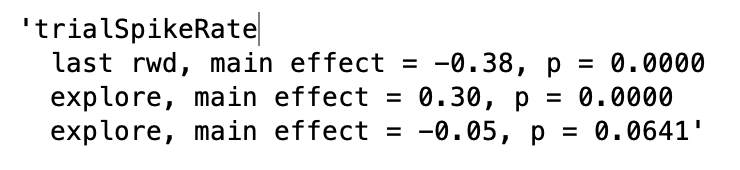 'trialSpikeRate
last rwd, main effect = -0.38, p = 0.0000
explore, main effect = 0.30, p = 0.0000
explore, main effect = -0.05, p = 0.0641'